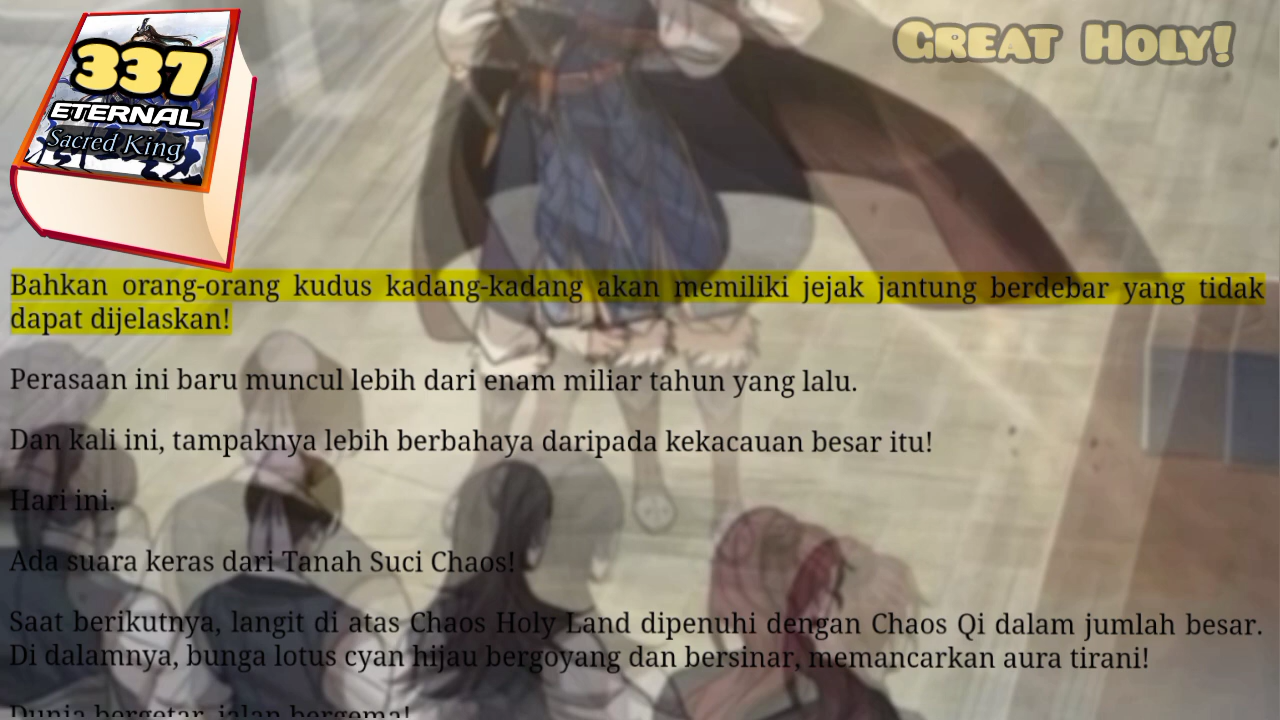 337
ETERNAL
Sacred King
GREAT HOLY!
Bahkan orang-orang kudus kadang-kadang akan memiliki jejak jantung berdebar yang tidak
dapat dijelaskan!
Perasaan ini baru muncul lebih dari enam miliar tahun yang lalu.
Dan kali ini, tampaknya lebih berbahaya daripada kekacauan besar itu!
Hari ini.
Ada suara keras dari Tanah Suci Chaos!
Saat berikutnya, langit di atas Chaos Holy Land dipenuhi dengan Chaos Qi dalam jumlah besar.
Di dalamnya, bunga lotus cyan hijau bergoyang dan bersinar, memancarkan aura tirani!
Dunia bergetar, jalan bergema!